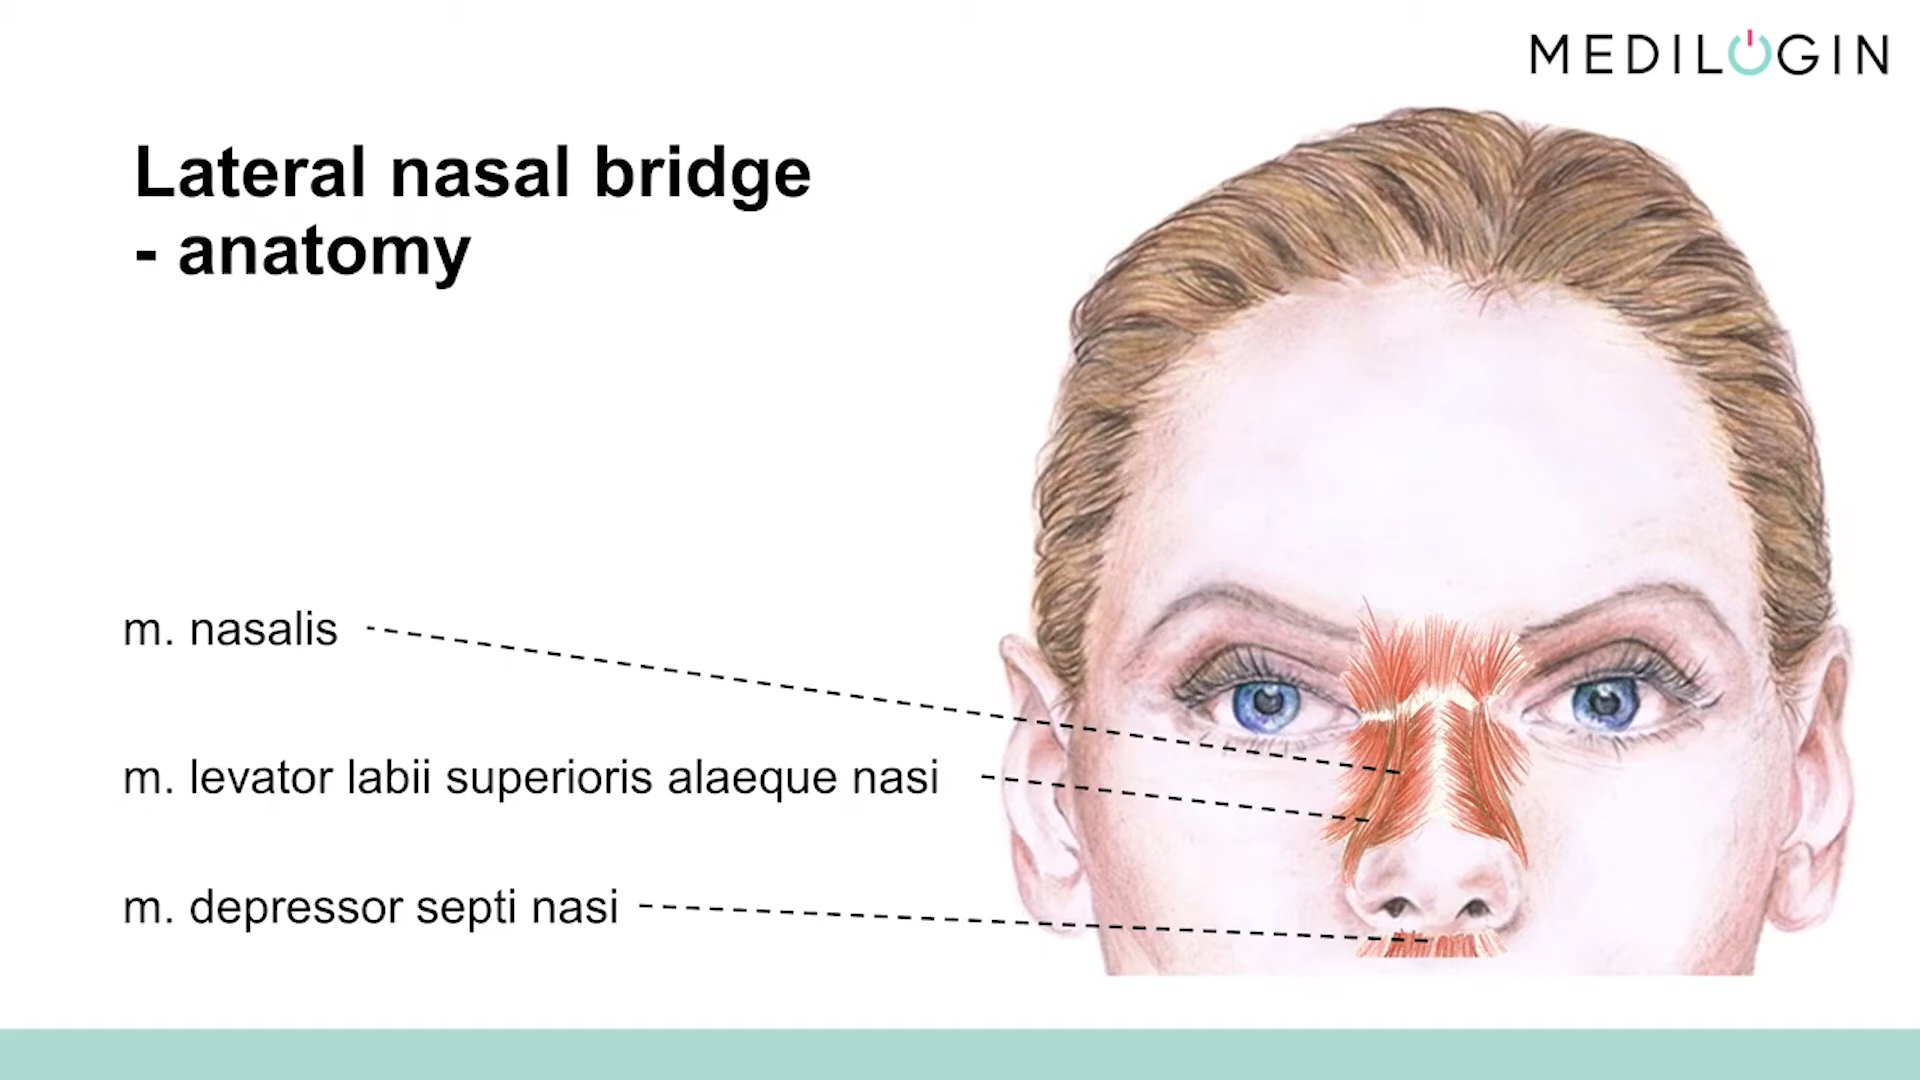 MEDILOGIN
Lateral nasal bridge
- anatomy
m. nasalis
m. levator labii superioris alaeque nasi
m. depressor septi nasi